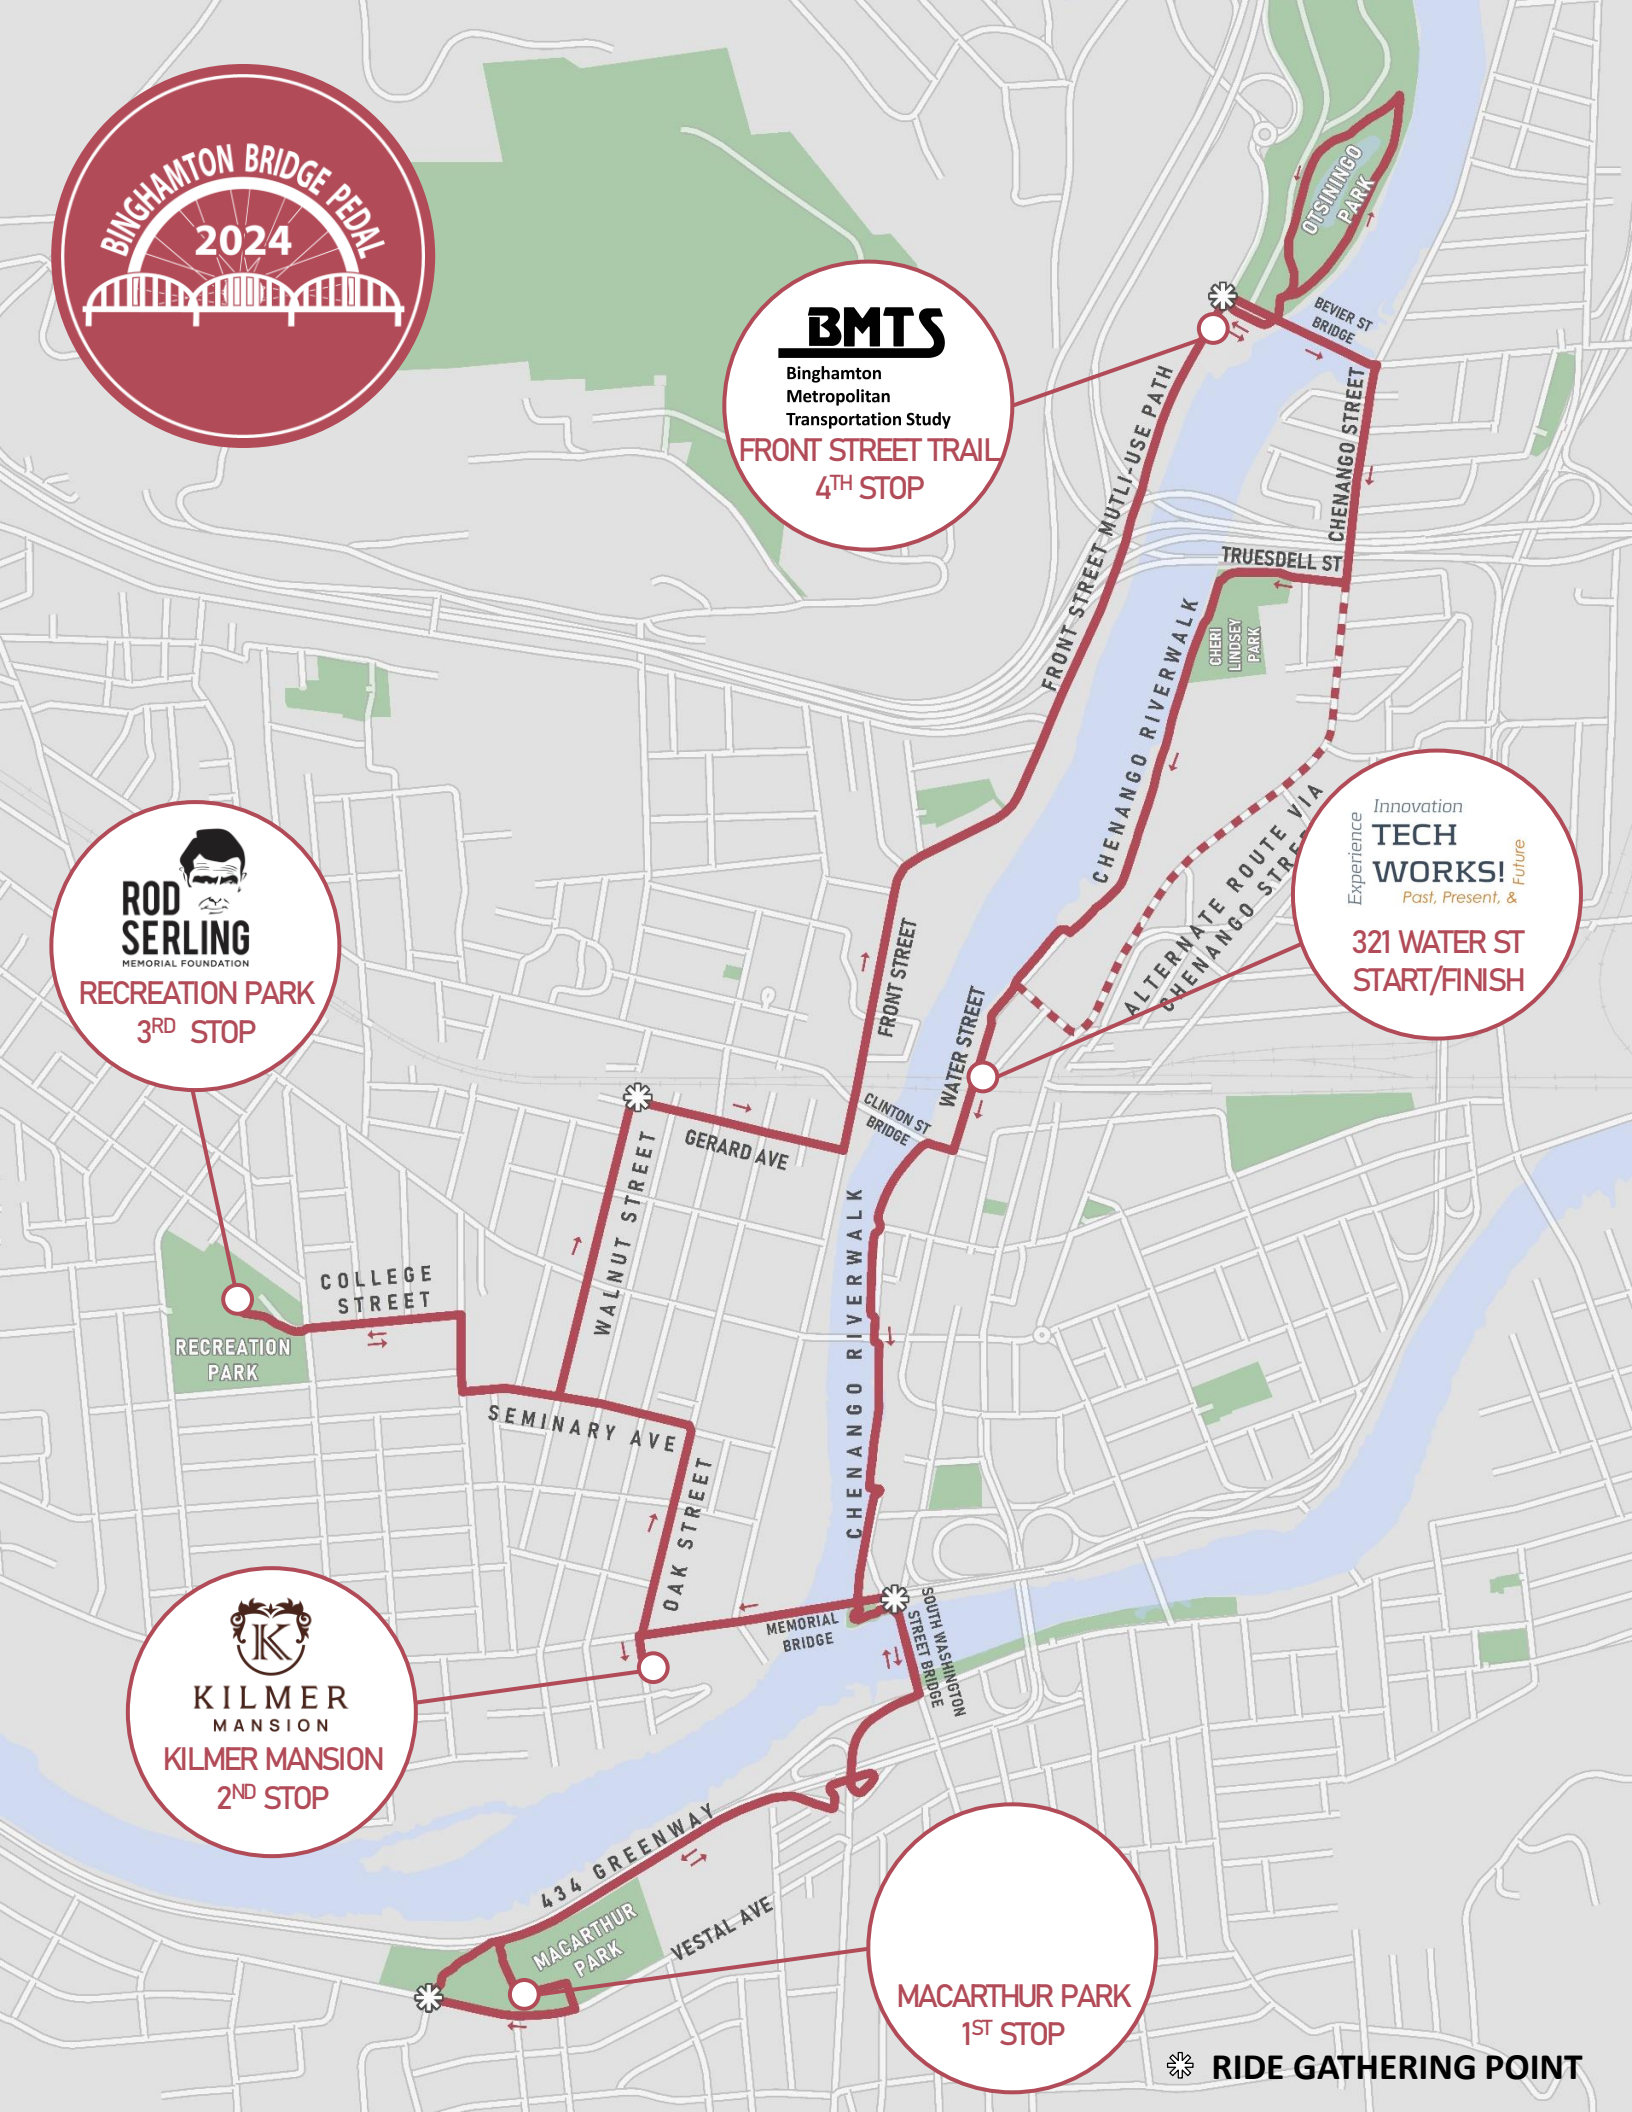 BINGHAMTON BRIDGE PEDAL
2024
OTSININGO
PARK
BEVIER ST
BRIDGE
BMTS
Binghamton
Metropolitan
Transportation Study
FRONT STREET TRAIL
4TH STOP
FRONT STREET MUTLI-USE PATH
CHENANGO STREET
TRUESDELL ST
CHERI
LINDSEY
PARK
CHENANGO RIVERWALK
ALTERNATE ROUTE VIA
CHENANGO STRE
Experience
Innovation
TECH
WORKS!
Future
Past, Present, &
321 WATER ST
START/FINISH
ROD
SERLING
MEMORIAL FOUNDATION
RECREATION PARK
3RD STOP
FRONT STREET
WATER STREET
CLINTON ST
BRIDGE
GERARD AVE
WALNUT STREET
COLLEGE
STREET
RECREATION
PARK
SEMINARY AVE
OAK STREET
CHENANGO RIVERWALK
MEMORIAL
BRIDGE
SOUTH WASHINGTON
STREET BRIDGE
K
KILMER
MANSION
KILMER MANSION
2ND STOP
434 GREENWAY
MACARTHUR
PARK
VESTAL AVE
MACARTHUR PARK
1ST STOP
RIDE GATHERING POINT